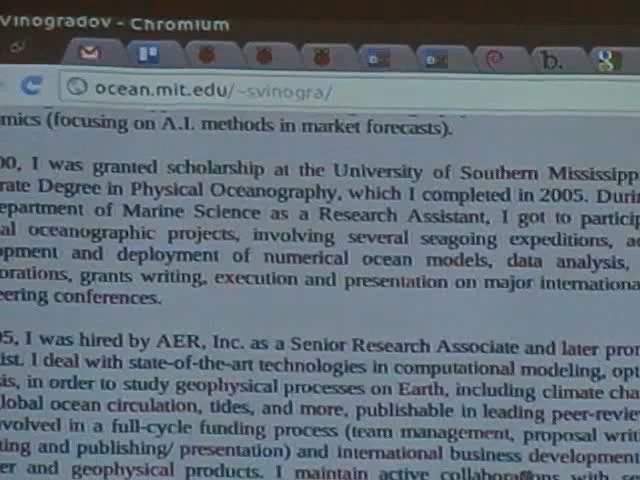 vinogradov - Chromium
b.
g
ocean.mit.edu/~svinogra/
mics (focusing on A.I. methods in market forecasts).
00, I was granted scholarship at the University of Southern Mississipp
rate Degree in Physical Oceanography, which I completed in 2005. Durin
epartment of Marine Science as a Research Assistant, I got to particip
al oceanographic projects, involving several seagoing expeditions, a
opment and deployment of numerical ocean models, data analysis,
orations, grants writing, execution and presentation on major internationa
eering conferences.
05, I was hired by AER, Inc. as a Senior Research Associate and later pro
ist. I deal with state-of-the-art technologies in computational modeling, opt
sis, in order to study geophysical processes on Earth, including climate cha
global ocean circulation, tides, and more, publishable in leading peer-revie
nvolved in a full-cycle funding process (team management, proposal writ
ting and publishing/ presentation) and international business development
er and geophysical products. I maintain active collaborations with